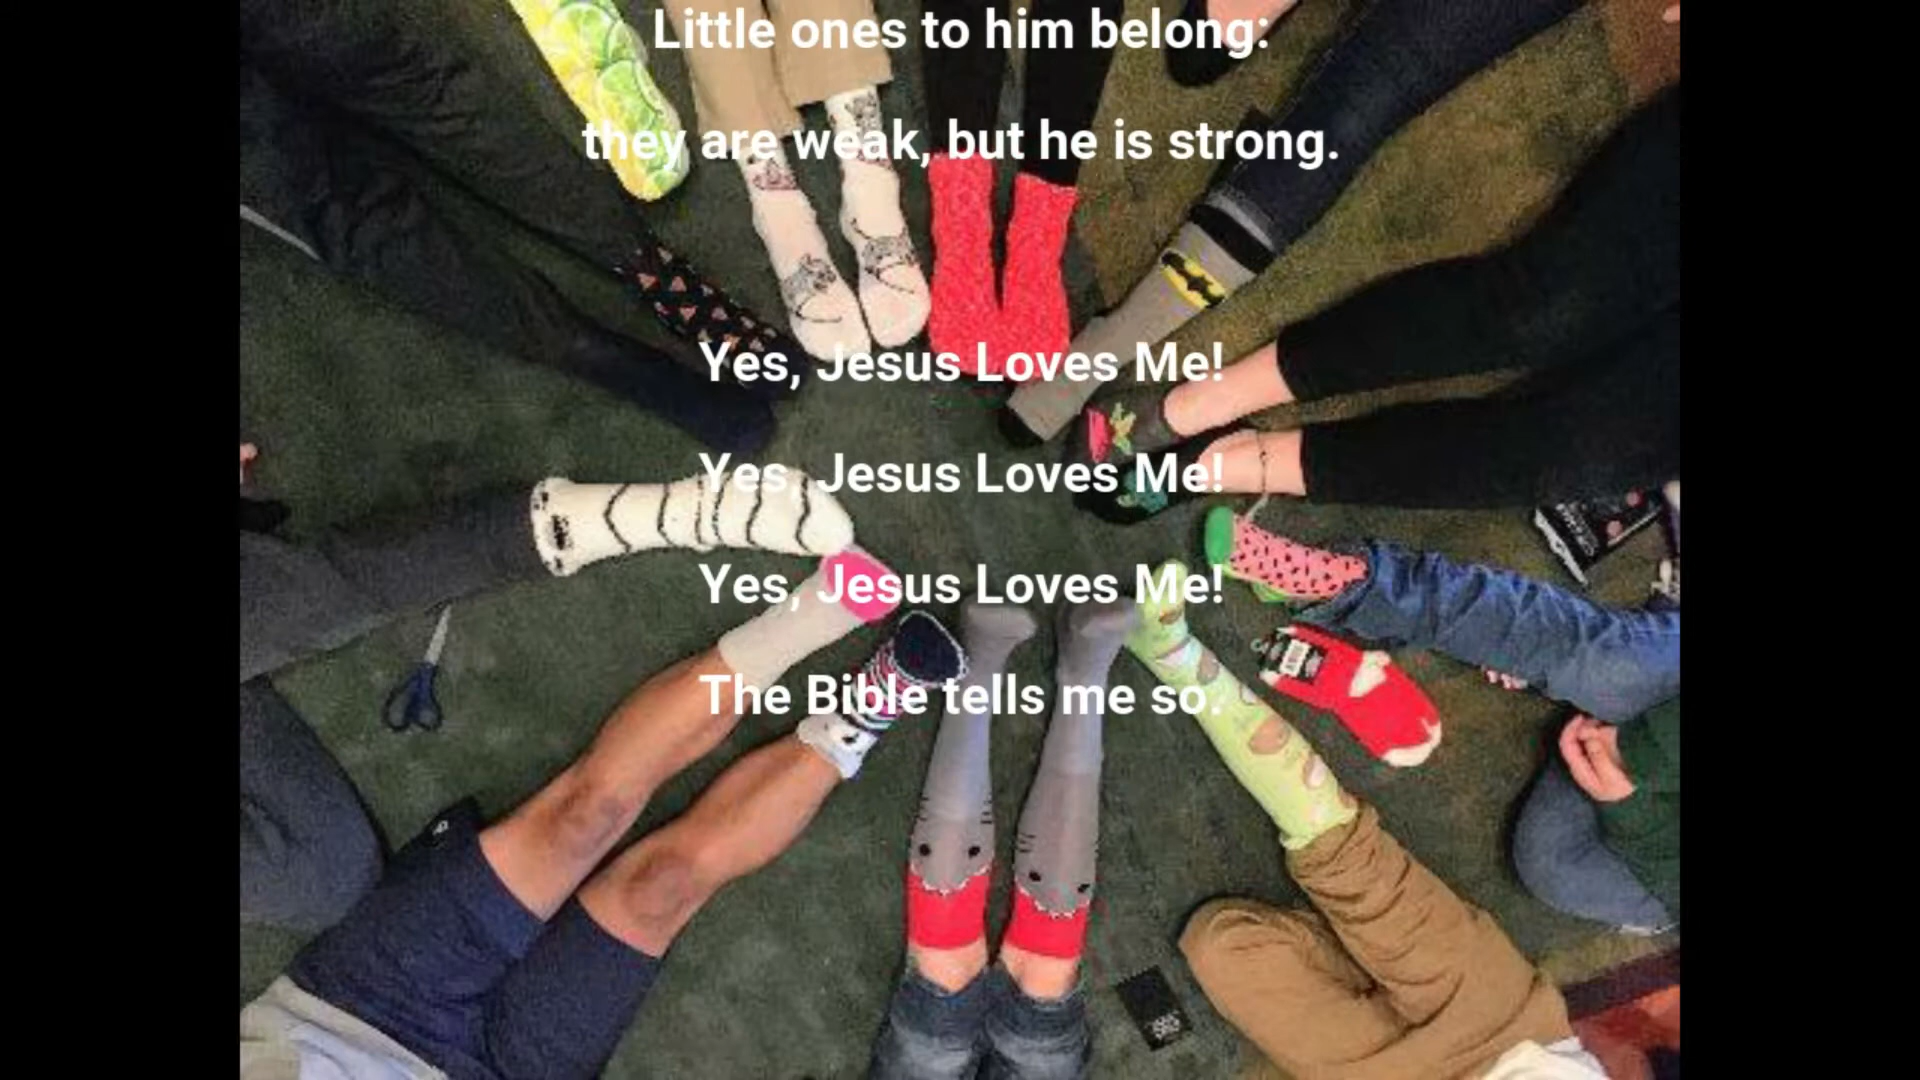 Little ones to him belong:
they are weak, but he is strong.
Yes, Jesus Loves Me!
Yes, Jesus Loves Me!
Yes, Jesus Loves Me!
The Bible tells me so.